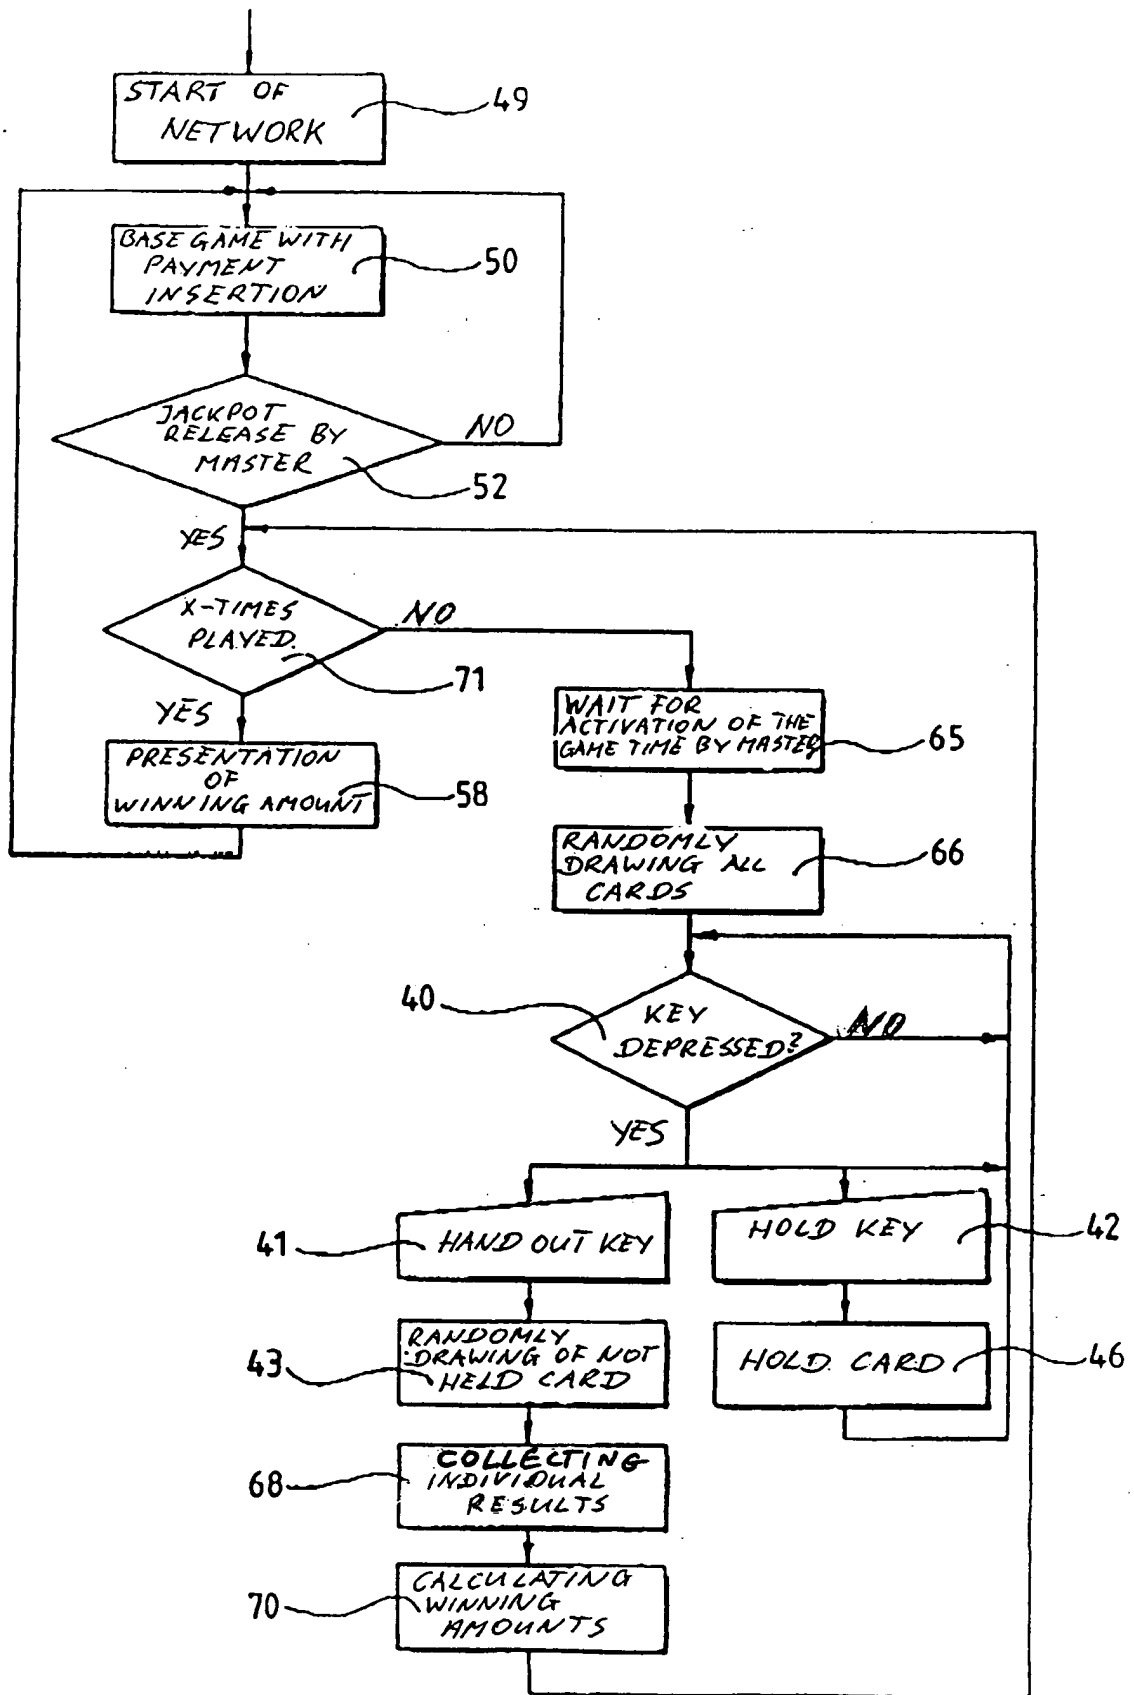 START OF
NETWORK
49
BASE GAME WITH
PAYMENT
INSERTION
50
JACKPOT
RELEASE BY
MASTER
NO
52
YES
X-TIMES
PLAYED.
NO
71
YES
WAIT FOR
ACTIVATION OF THE
GAME TIME BY MASTER
65
PRESENTATION
OF
WINNING AMOUNT
58
RANDOMLY
DRAWING ALL
CARDS
66
40
KEY
DEPRESSED?
NO
YES
41
HAND OUT KEY
HOLD KEY
42
43
RANDOMLY
DRAWING OF NOT
HELD CARD
HOLD CARD
46
68
COLLECTING
INDIVIDUAL
RESULTS
70
CALCULATING
WINNING
AMOUNTS